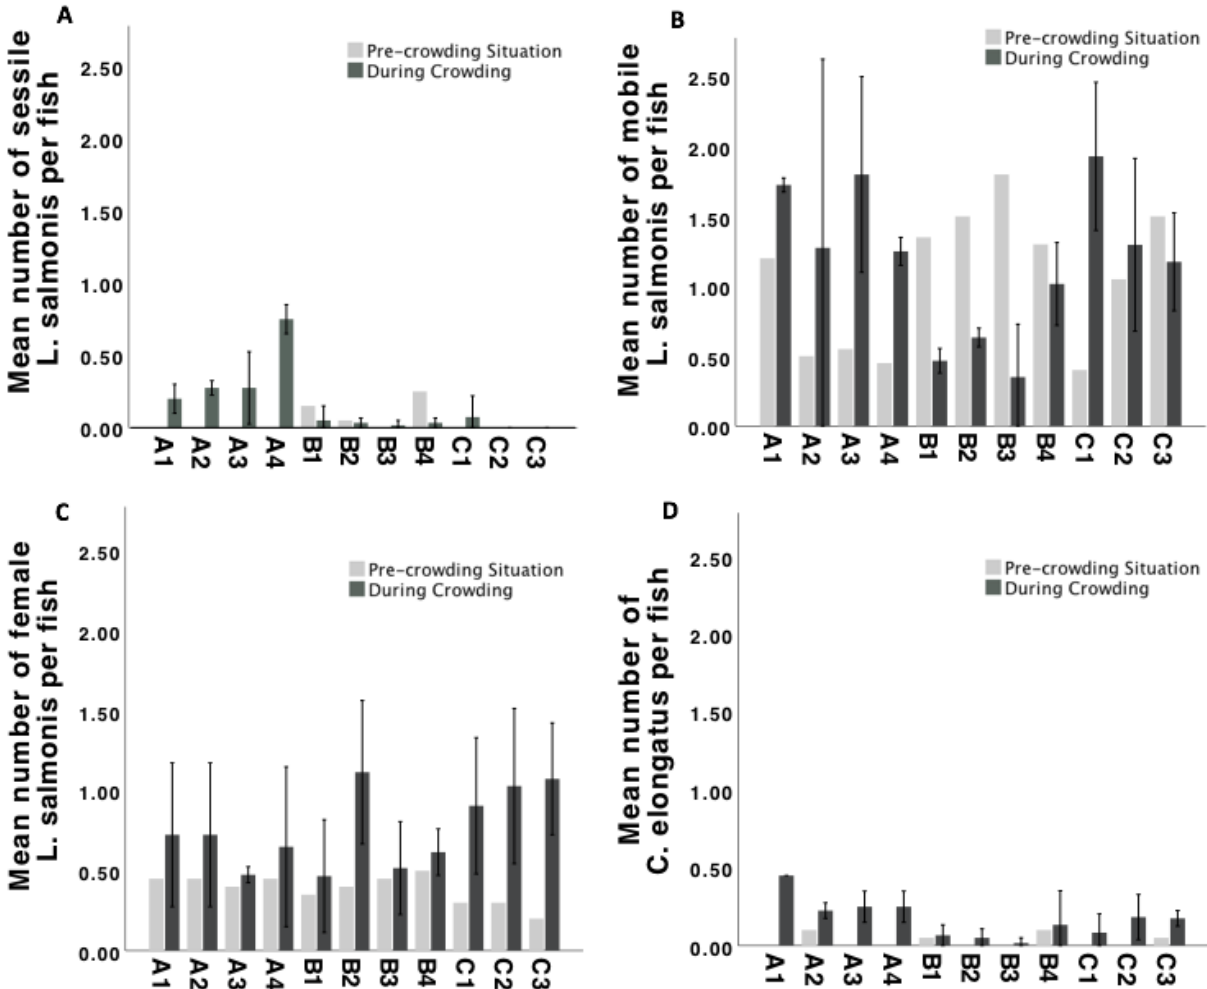 A
Mean number of sessile
L. salmonis per fish
Pre-crowding Situation
During Crowding
2.50
2.00
1.50
1.00
0.50
0.00
A1
A2
A3
A4
B1
B2
B3
B4
C1
C2
C3
B
Mean number of mobile
L. salmonis per fish
Pre-crowding Situation
During Crowding
2.50
2.00
1.50
1.00
0.50
0.00
A1
A2
A3
A4
B1
B2
B3
B4
C1
C2
C3
C
Mean number of female
L. salmonis per fish
Pre-crowding Situation
During Crowding
2.50
2.00
1.50
1.00
0.50
0.00
A1
A2
A3
A4
B1
B2
B3
B4
C1
C2
C3
D
Mean number of
C. elongatus per fish
Pre-crowding Situation
During Crowding
2.50
2.00
1.50
1.00
0.50
0.00
A1
A2
A3
A4
B1
B2
B3
B4
C1
C2
C3